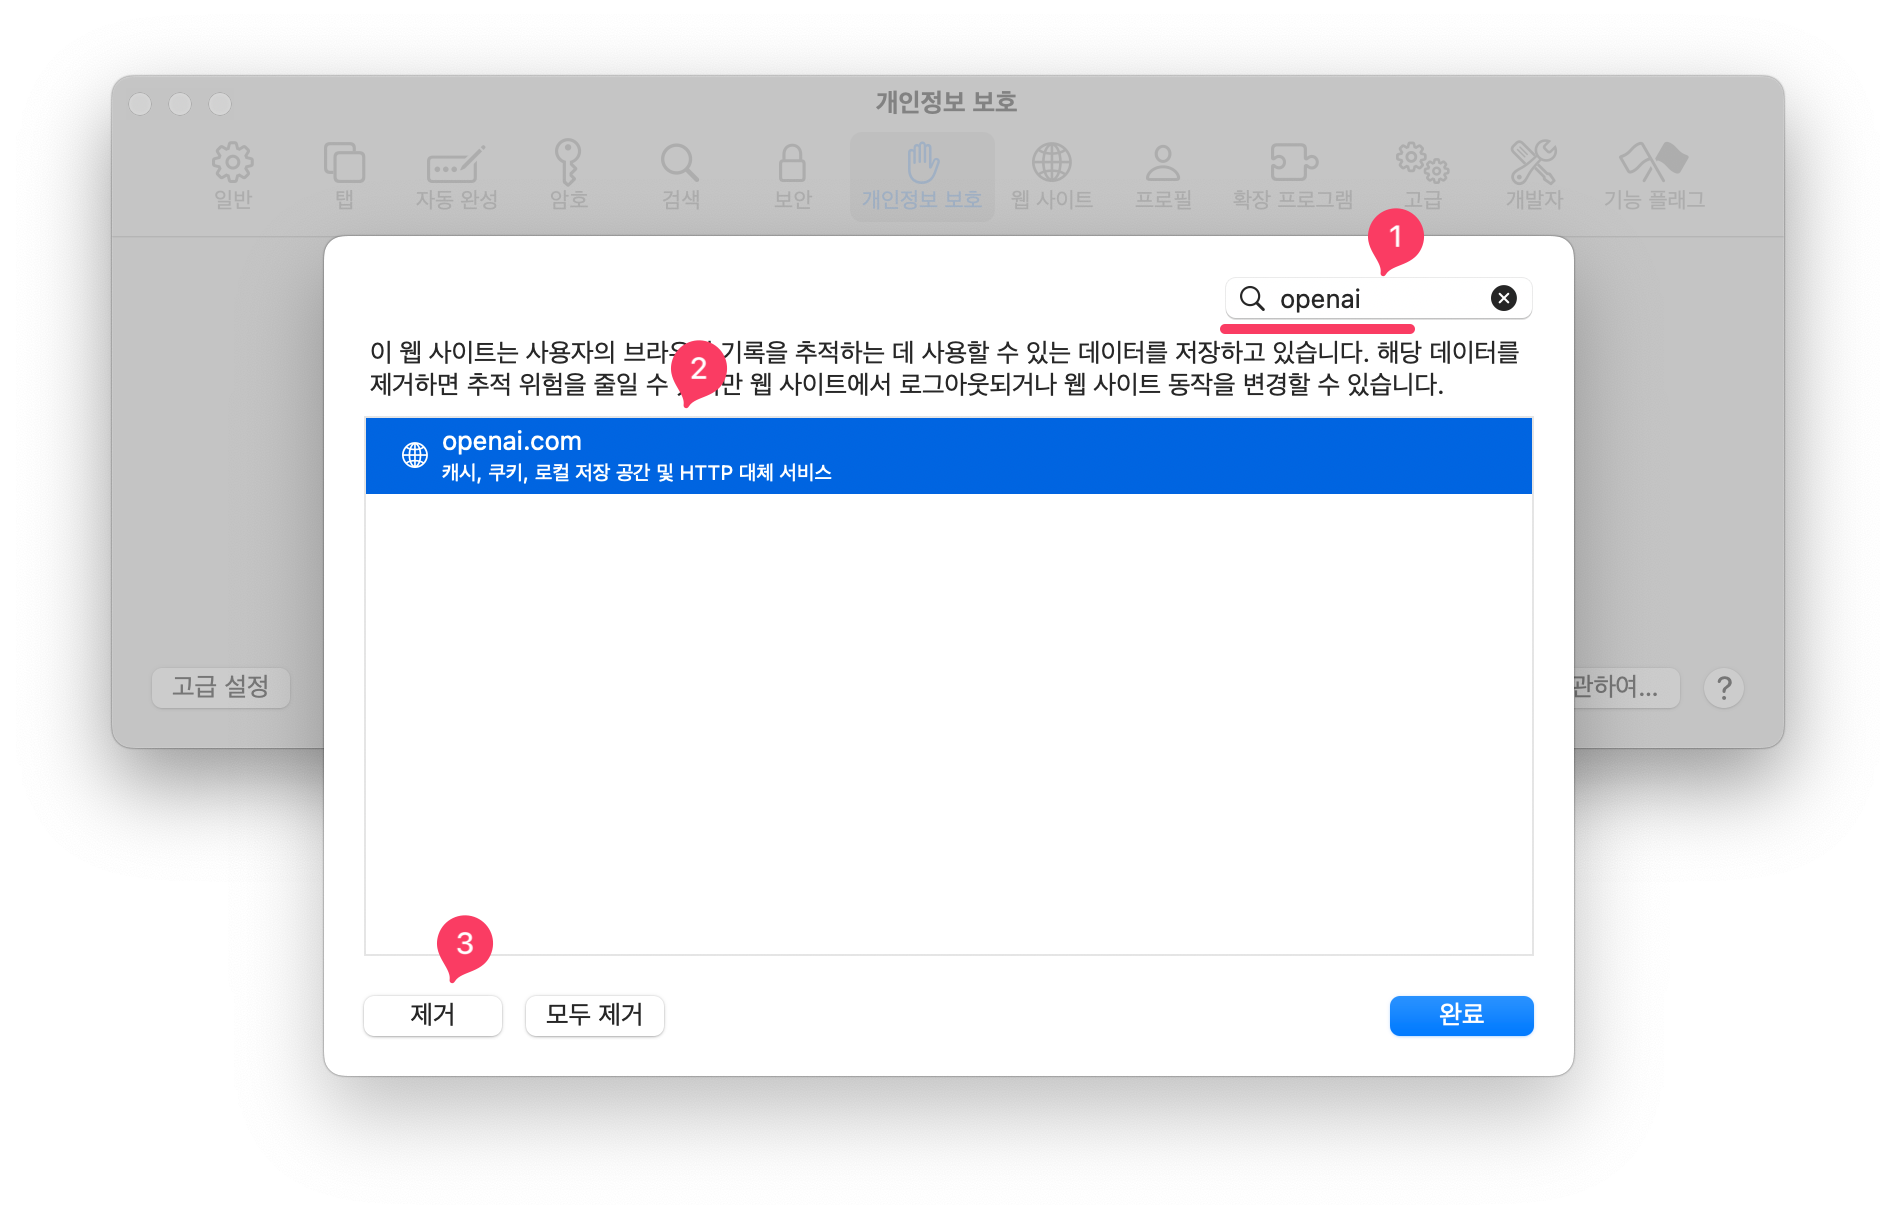 개인정보 보호
일반
탭
자동 완성
암호
검색
보안
개인정보 보호
웹 사이트
프로필
확장 프로그램
고급
개발자
기능 플래그
1
openai
이 웹 사이트는 사용자의 기록을 추적하는 데 사용할 수 있는 데이터를 저장하고 있습니다. 해당 데이터를
2
제거하면 추적 위험을 줄일 수 웹 사이트에서 로그아웃되거나 웹 사이트 동작을 변경할 수 있습니다.
openai.com
캐시, 쿠키, 로컬 저장 공간 및 HTTP 대체 서비스
고급 설정
관하여...
?
3
제거
모두 제거
완료